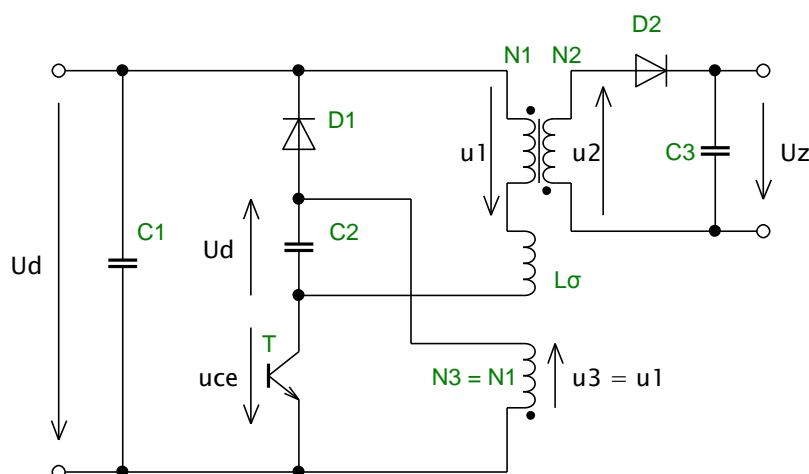 D2
N1 N2
D1
u1 u2 C3 Uz
C1 C2
Ud Ud
Lσ
T
uce N3 = N1 u3 = u1